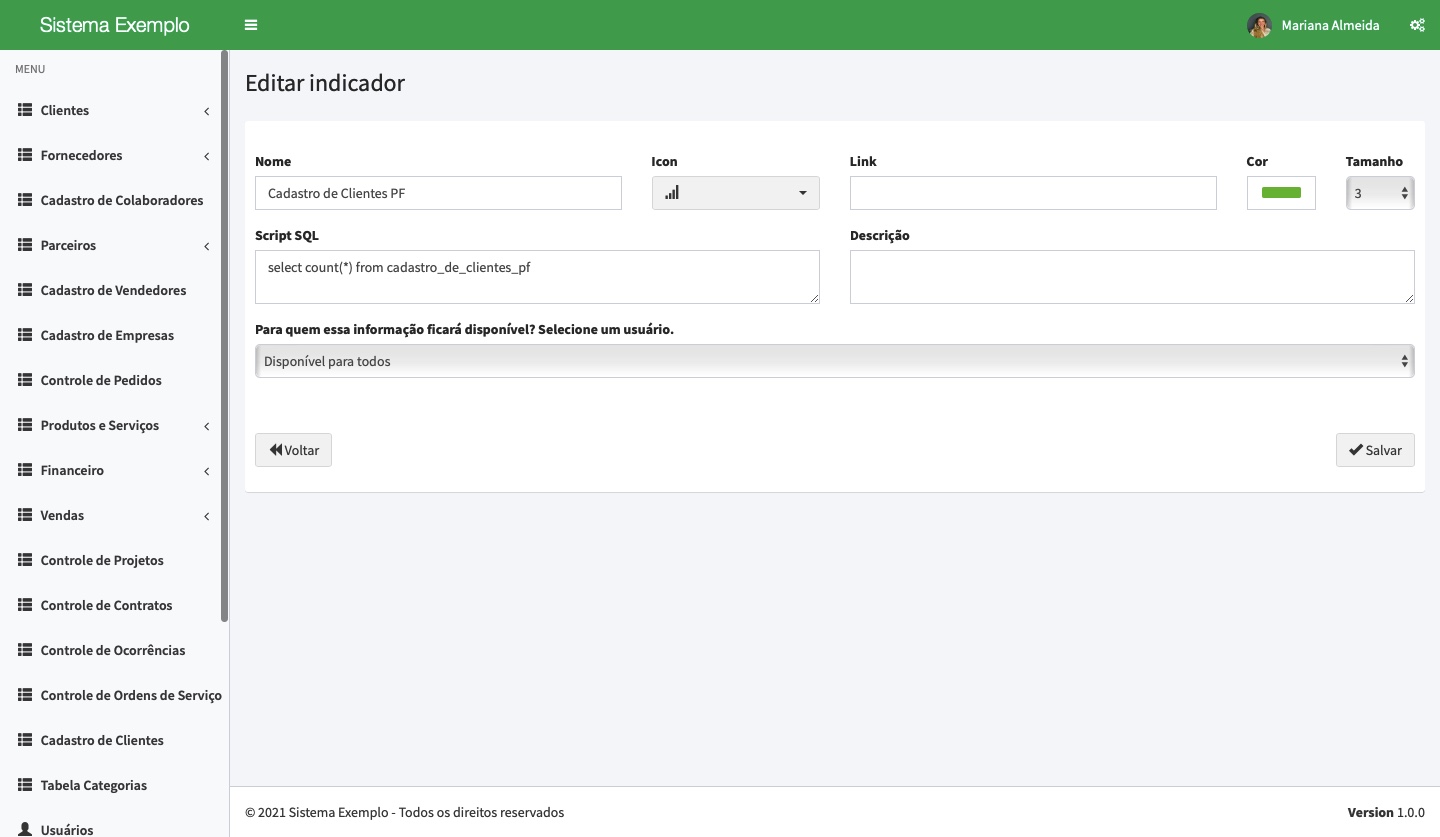 Sistema Exemplo
Mariana Almeida
MENU
Clientes
Fornecedores
Cadastro de Colaboradores
Parceiros
Cadastro de Vendedores
Cadastro de Empresas
Controle de Pedidos
Produtos e Serviços
Financeiro
Vendas
Controle de Projetos
Controle de Contratos
Controle de Ocorrências
Controle de Ordens de Serviço
Cadastro de Clientes
Tabela Categorias
Usuários
Editar indicador
Nome
Icon
Link
Cor
Tamanho
Cadastro de Clientes PF
3
Script SQL
Descrição
select count(*) from cadastro_de_clientes_pf
Para quem essa informação ficará disponível? Selecione um usuário.
Disponível para todos
Voltar
Salvar
© 2021 Sistema Exemplo - Todos os direitos reservados
Version 1.0.0